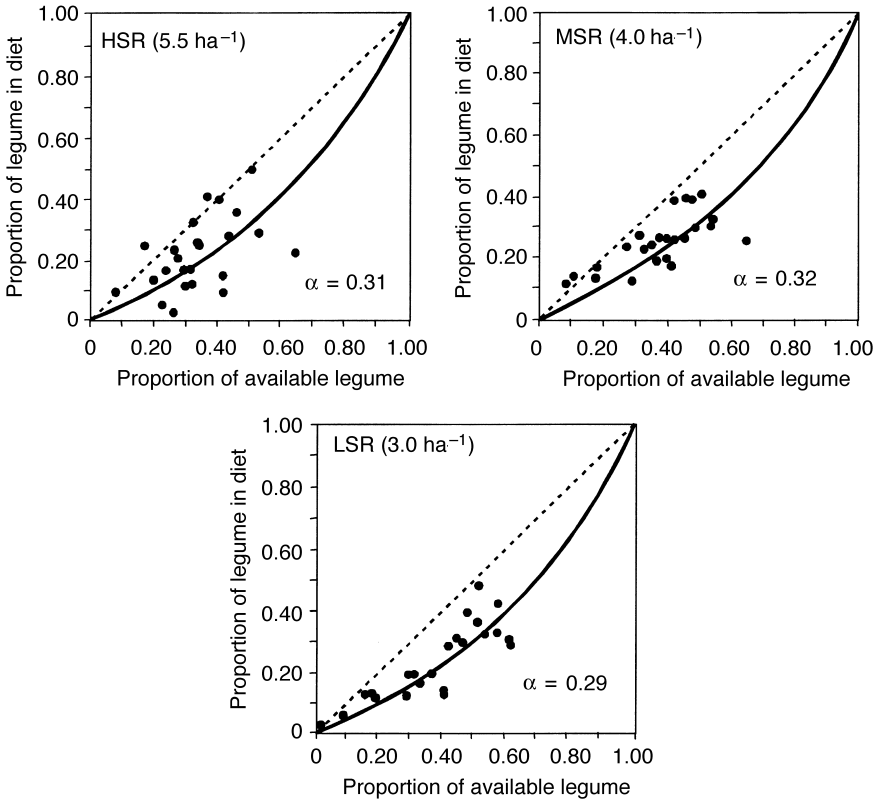 HSR (5.5 ha⁻¹)
Proportion of legume in diet
1.00
0.80
0.60
0.40
0.20
0
α = 0.31
0 0.20 0.40 0.60 0.80 1.00
Proportion of available legume
MSR (4.0 ha⁻¹)
Proportion of legume in diet
1.00
0.80
0.60
0.40
0.20
0
α = 0.32
0 0.20 0.40 0.60 0.80 1.00
Proportion of available legume
LSR (3.0 ha⁻¹)
Proportion of legume in diet
1.00
0.80
0.60
0.40
0.20
0
α = 0.29
0 0.20 0.40 0.60 0.80 1.00
Proportion of available legume